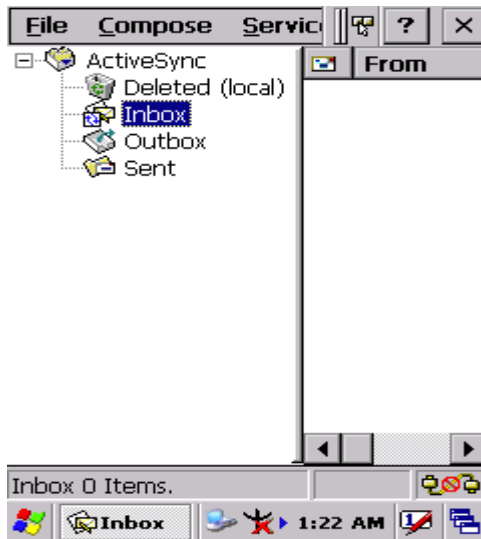 File Compose Servic ?
ActiveSync
From
Deleted (local)
Inbox
Outbox
Sent
Inbox 0 Items.
Inbox 1:22 AM